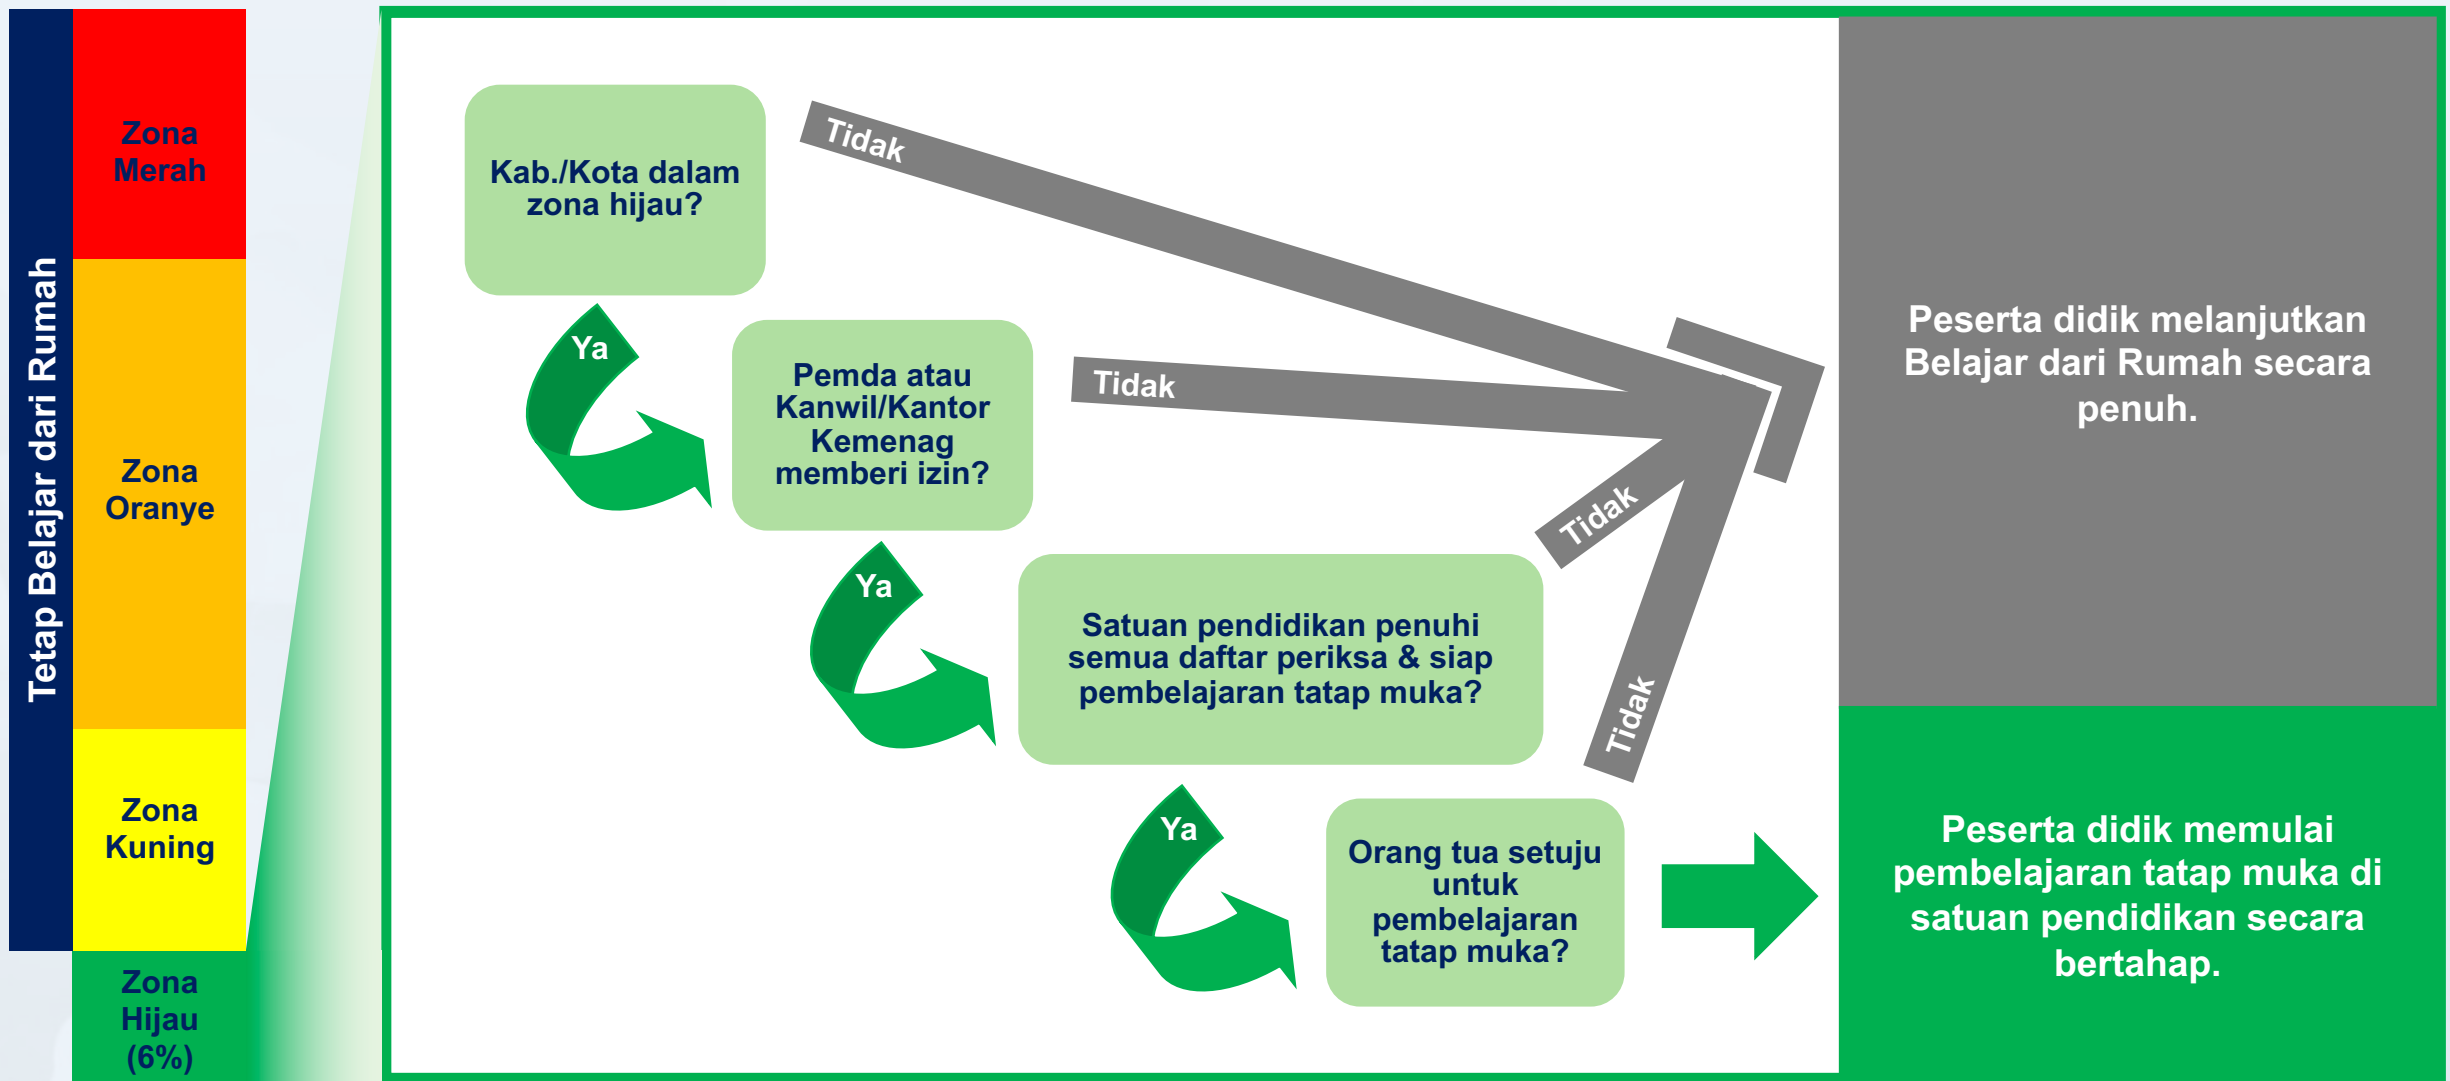 Tetap Belajar dari Rumah
Zona
Merah
Zona
Oranye
Zona
Kuning
Zona
Hijau
(6%)
Kab./Kota dalam
zona hijau?
Tidak
Ya
Pemda atau
Kanwil/Kantor
Kemenag
memberi izin?
Tidak
Ya
Satuan pendidikan penuhi
semua daftar periksa & siap
pembelajaran tatap muka?
Tidak
Ya
Orang tua setuju
untuk
pembelajaran
tatap muka?
Tidak
Peserta didik melanjutkan
Belajar dari Rumah secara
penuh.
Peserta didik memulai
pembelajaran tatap muka di
satuan pendidikan secara
bertahap.